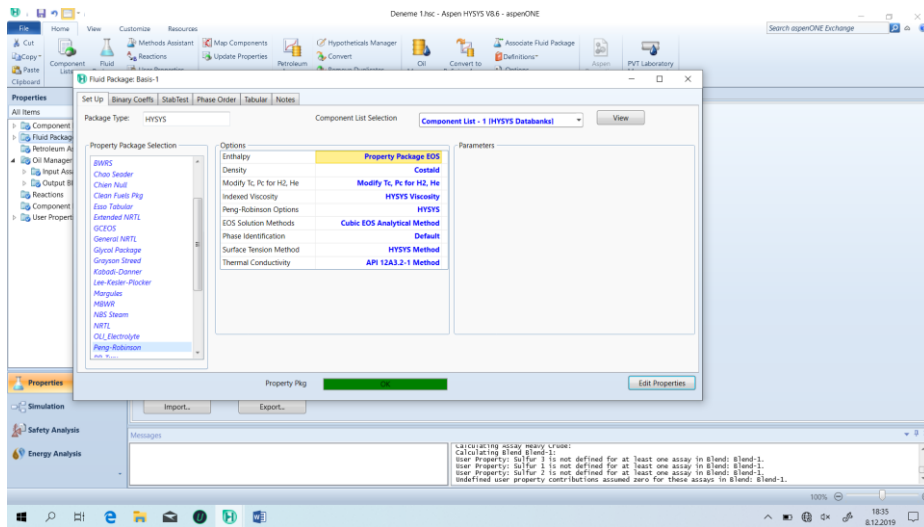 Deneme 1.hsc - Aspen HYSYS V8.6 - aspenONE
File Home View Customize Resources
Search aspenONE Exchange
Cut
Copy
Paste
Clipboard
Component
Lists
Fluid
Methods Assistant
Reactions
User Properties
Map Components
Update Properties
Petroleum
Hypotheticals Manager
Convert
Remove Duplicates
Oil
Convert to
Associate Fluid Package
Definitions
Options
Aspen
PVT Laboratory
Properties
All Items
Component
Fluid Packag
Petroleum A
Oil Manager
Input Ass
Output Bl
Reactions
Component
User Propert
Fluid Package: Basis-1
Set Up Binary Coeffs StabTest Phase Order Tabular Notes
Package Type: HYSYS
Component List Selection Component List - 1 [HYSYS Databanks] View
Property Package Selection
BWRS
Chao Seader
Chien Null
Clean Fuels Pkg
Esso Tabular
Extended NRTL
GCEOS
General NRTL
Glycol Package
Grayson Streed
Kabadi-Danner
Lee-Kesler-Plocker
Margules
MBWR
NBS Steam
NRTL
OLI_Electrolyte
Peng-Robinson
Options
Enthalpy Property Package EOS
Density Costald
Modify Tc, Pc for H2, He Modify Tc, Pc for H2, He
Indexed Viscosity HYSYS Viscosity
Peng-Robinson Options HYSYS
EOS Solution Methods Cubic EOS Analytical Method
Phase Identification Default
Surface Tension Method HYSYS Method
Thermal Conductivity API 12A3.2-1 Method
Parameters
Property Pkg OK Edit Properties
Properties
Simulation
Safety Analysis
Energy Analysis
Import... Export...
Messages
Calculating Assay Heavy Crude:
Calculating Blend Blend-1:
User Property: Sulfur 3 is not defined for at least one assay in Blend: Blend-1.
User Property: Sulfur 1 is not defined for at least one assay in Blend: Blend-1.
User Property: Sulfur 2 is not defined for at least one assay in Blend: Blend-1.
Undefined user property contributions assumed zero for these assays in Blend: Blend-1.
100%
18:35
8.12.2019